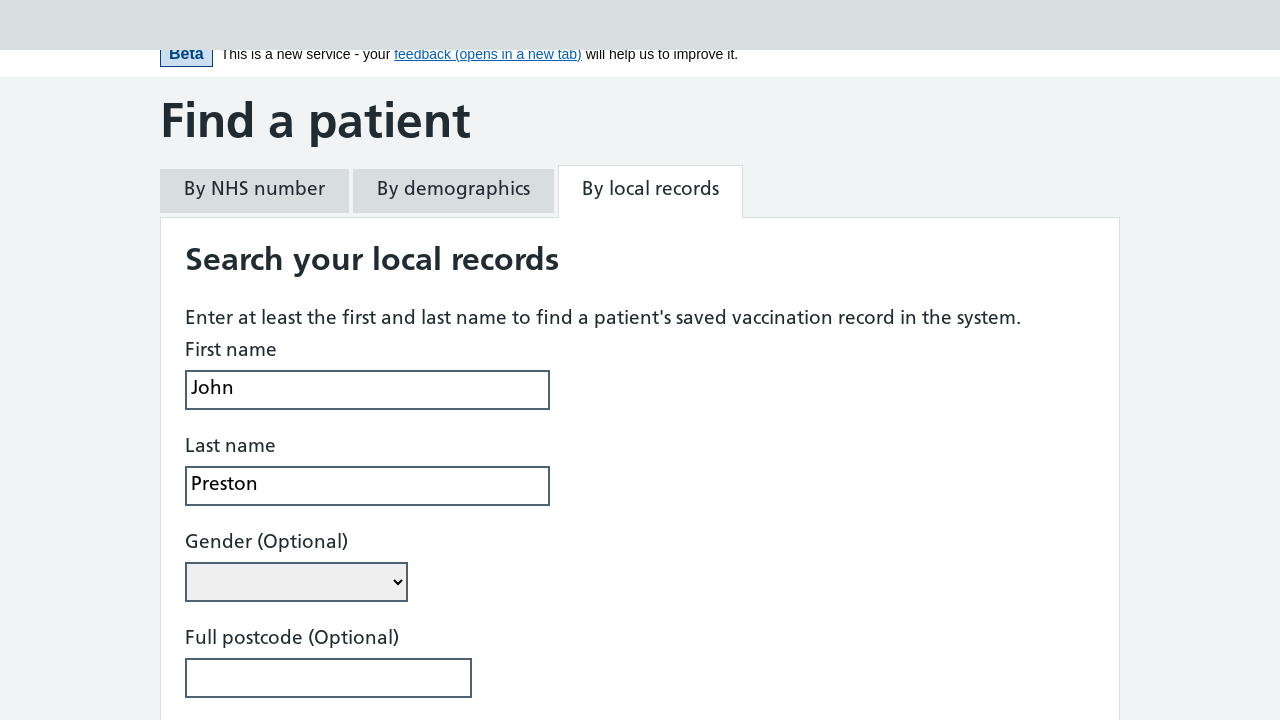 Beta This is a new service - your feedback (opens in a new tab) will help us to improve it.
Find a patient
By NHS number By demographics By local records
Search your local records
Enter at least the first and last name to find a patient's saved vaccination record in the system.
First name
John
Last name
Preston
Gender (Optional)
Full postcode (Optional)